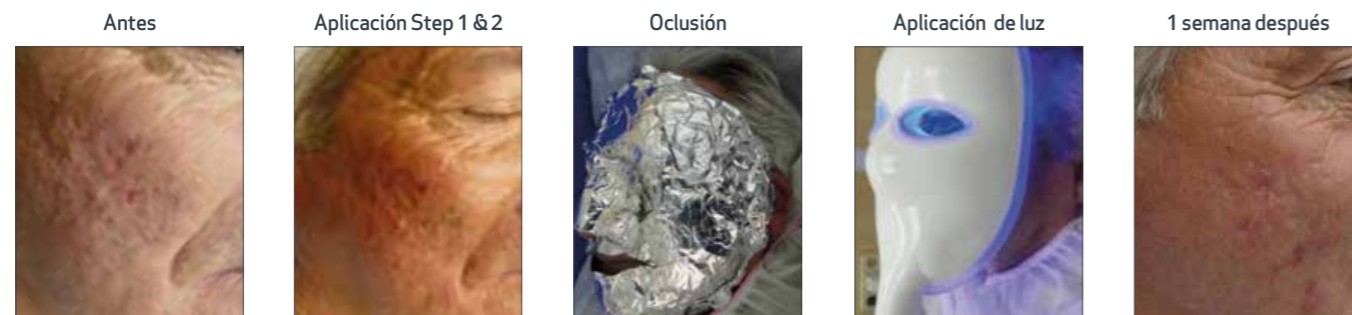 Antes
Aplicación Step 1 & 2
Oclusión
Aplicación de luz
1 semana después